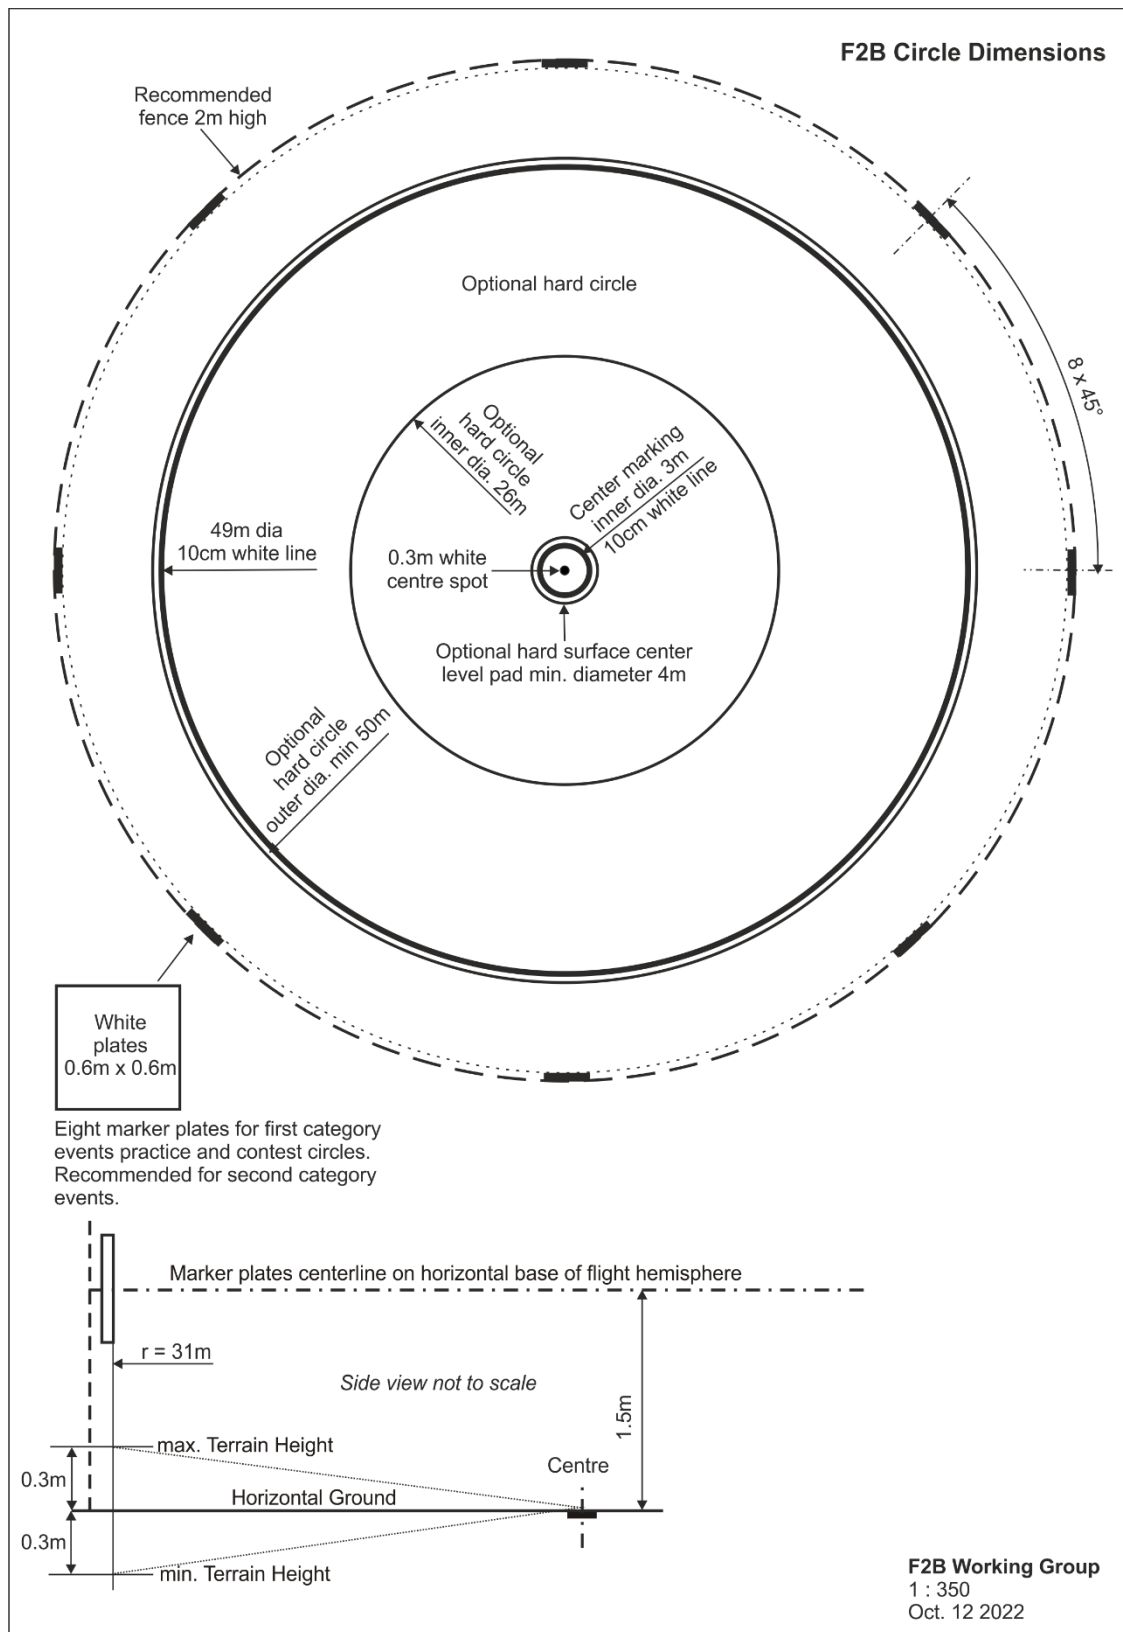 F2B Circle Dimensions
Recommended
fence 2m high
Optional hard circle
8 x 45°
Optional
hard circle
inner dia. 26m
Center marking
inner dia. 3m
10cm white line
49m dia
10cm white line
0.3m white
centre spot
Optional hard surface center
level pad min. diameter 4m
Optional
hard circle
outer dia. min 50m
White
plates
0.6m x 0.6m
Eight marker plates for first category
events practice and contest circles.
Recommended for second category
events.
Marker plates centerline on horizontal base of flight hemisphere
r = 31m
Side view not to scale
1.5m
max. Terrain Height
0.3m
Centre
Horizontal Ground
0.3m
min. Terrain Height
F2B Working Group
1 : 350
Oct. 12 2022